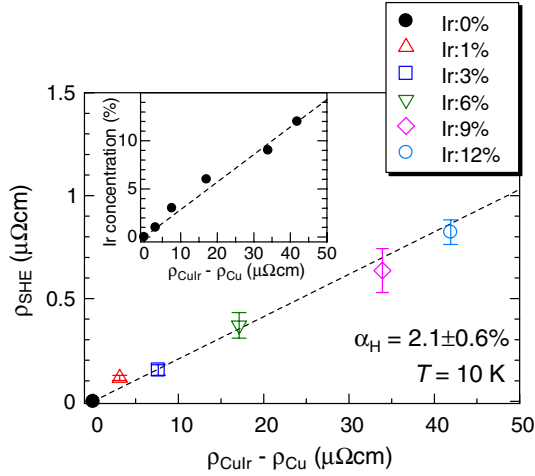 Ir:0%
Ir:1%
Ir:3%
Ir:6%
Ir:9%
Ir:12%
1.5
1
0.5
0
ρSHE (μΩcm)
10
5
0
Ir concentration (%)
0 10 20 30 40 50
ρCuIr - ρCu (μΩcm)
αH = 2.1±0.6%
T = 10 K
0 10 20 30 40 50
ρCuIr - ρCu (μΩcm)